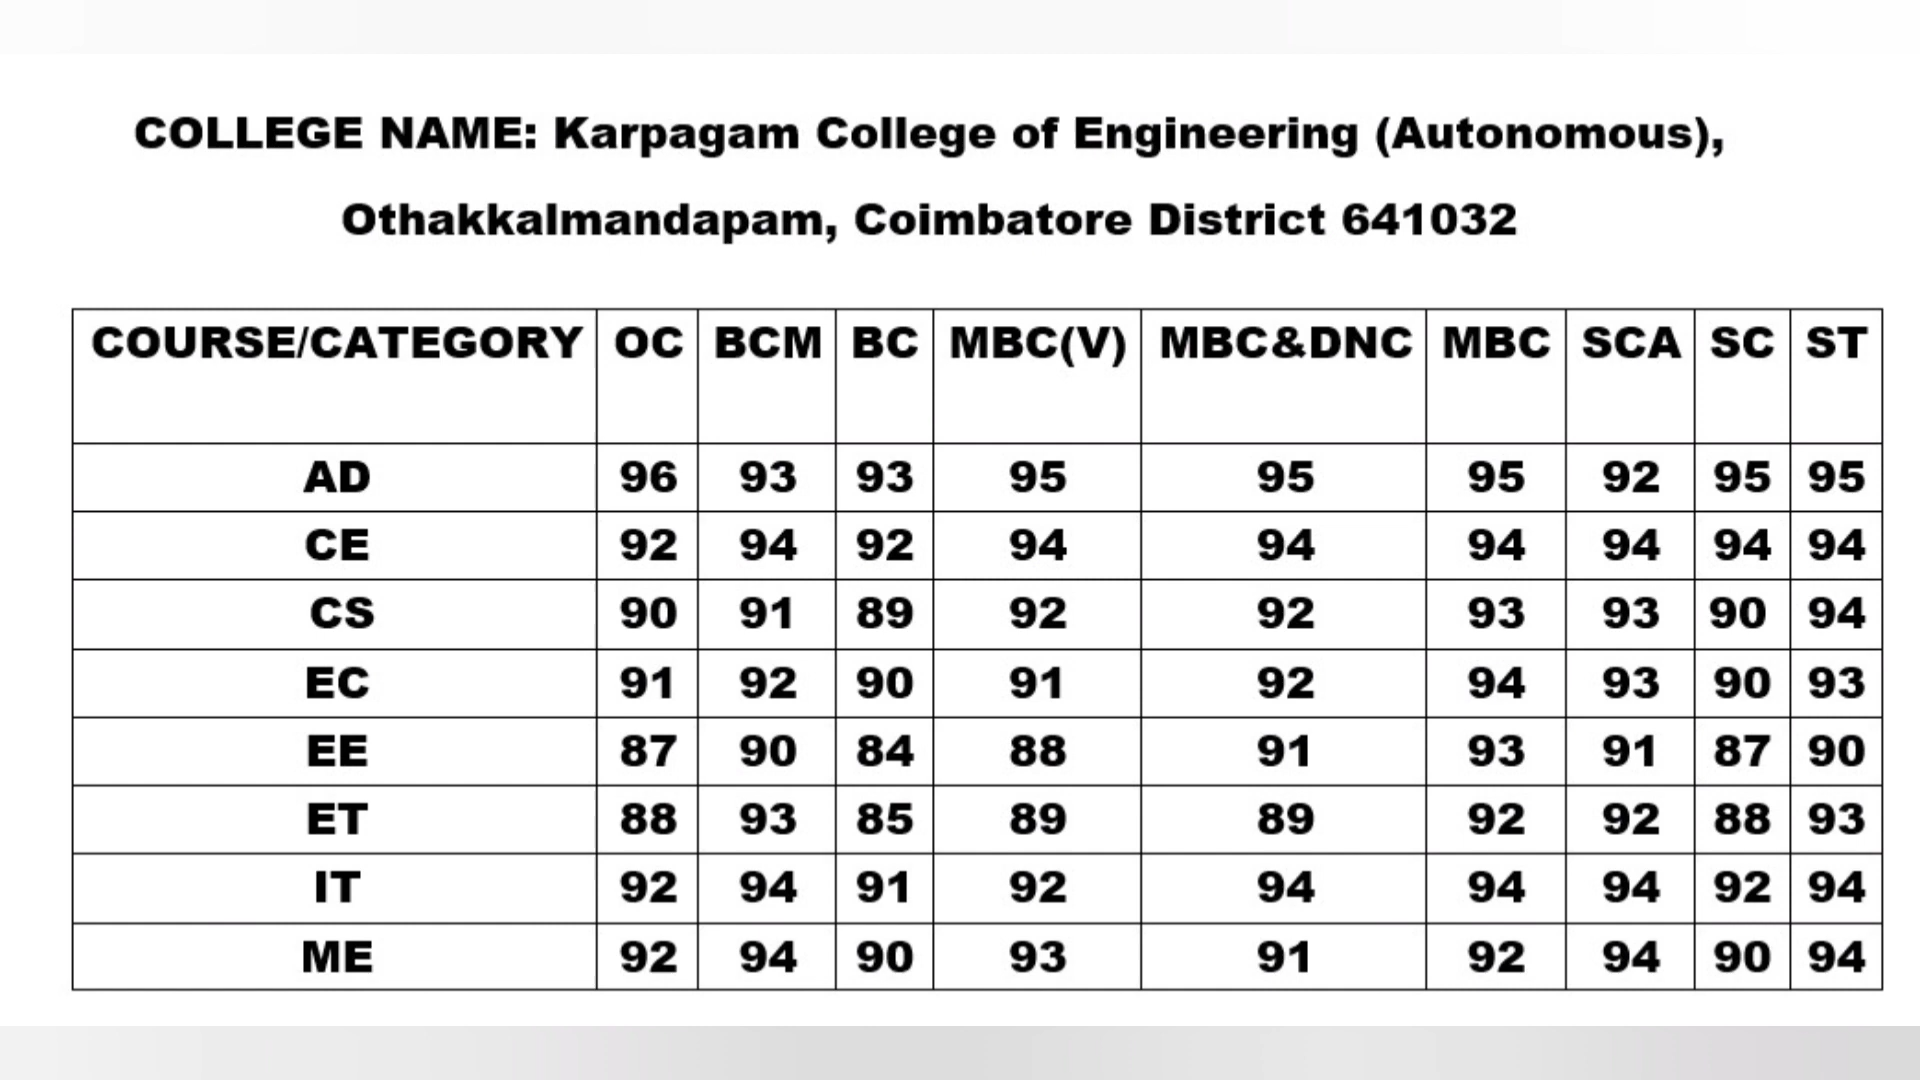 COLLEGE NAME: Karpagam College of Engineering (Autonomous),
Othakkalmandapam, Coimbatore District 641032
COURSE/CATEGORY OC BCM BC MBC(V) MBC&DNC MBC SCA SC ST
AD 96 93 93 95 95 95 92 95 95
CE 92 94 92 94 94 94 94 94 94
CS 90 91 89 92 92 93 93 90 94
EC 91 92 90 91 92 94 93 90 93
EE 87 90 84 88 91 93 91 87 90
ET 88 93 85 89 89 92 92 88 93
IT 92 94 91 92 94 94 94 92 94
ME 92 94 90 93 91 92 94 90 94